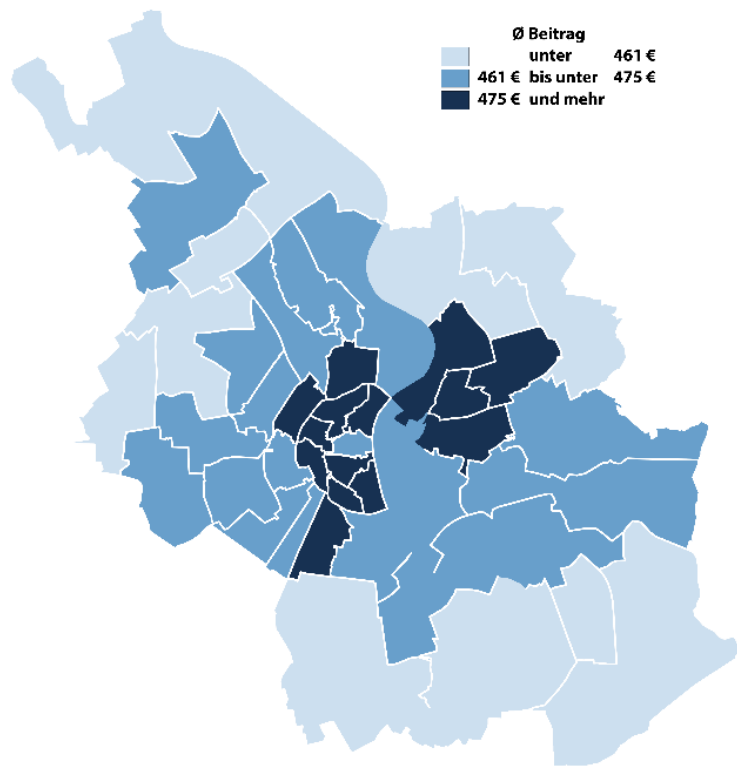 Ø Beitrag
unter 461 €
461 € bis unter 475 €
475 € und mehr